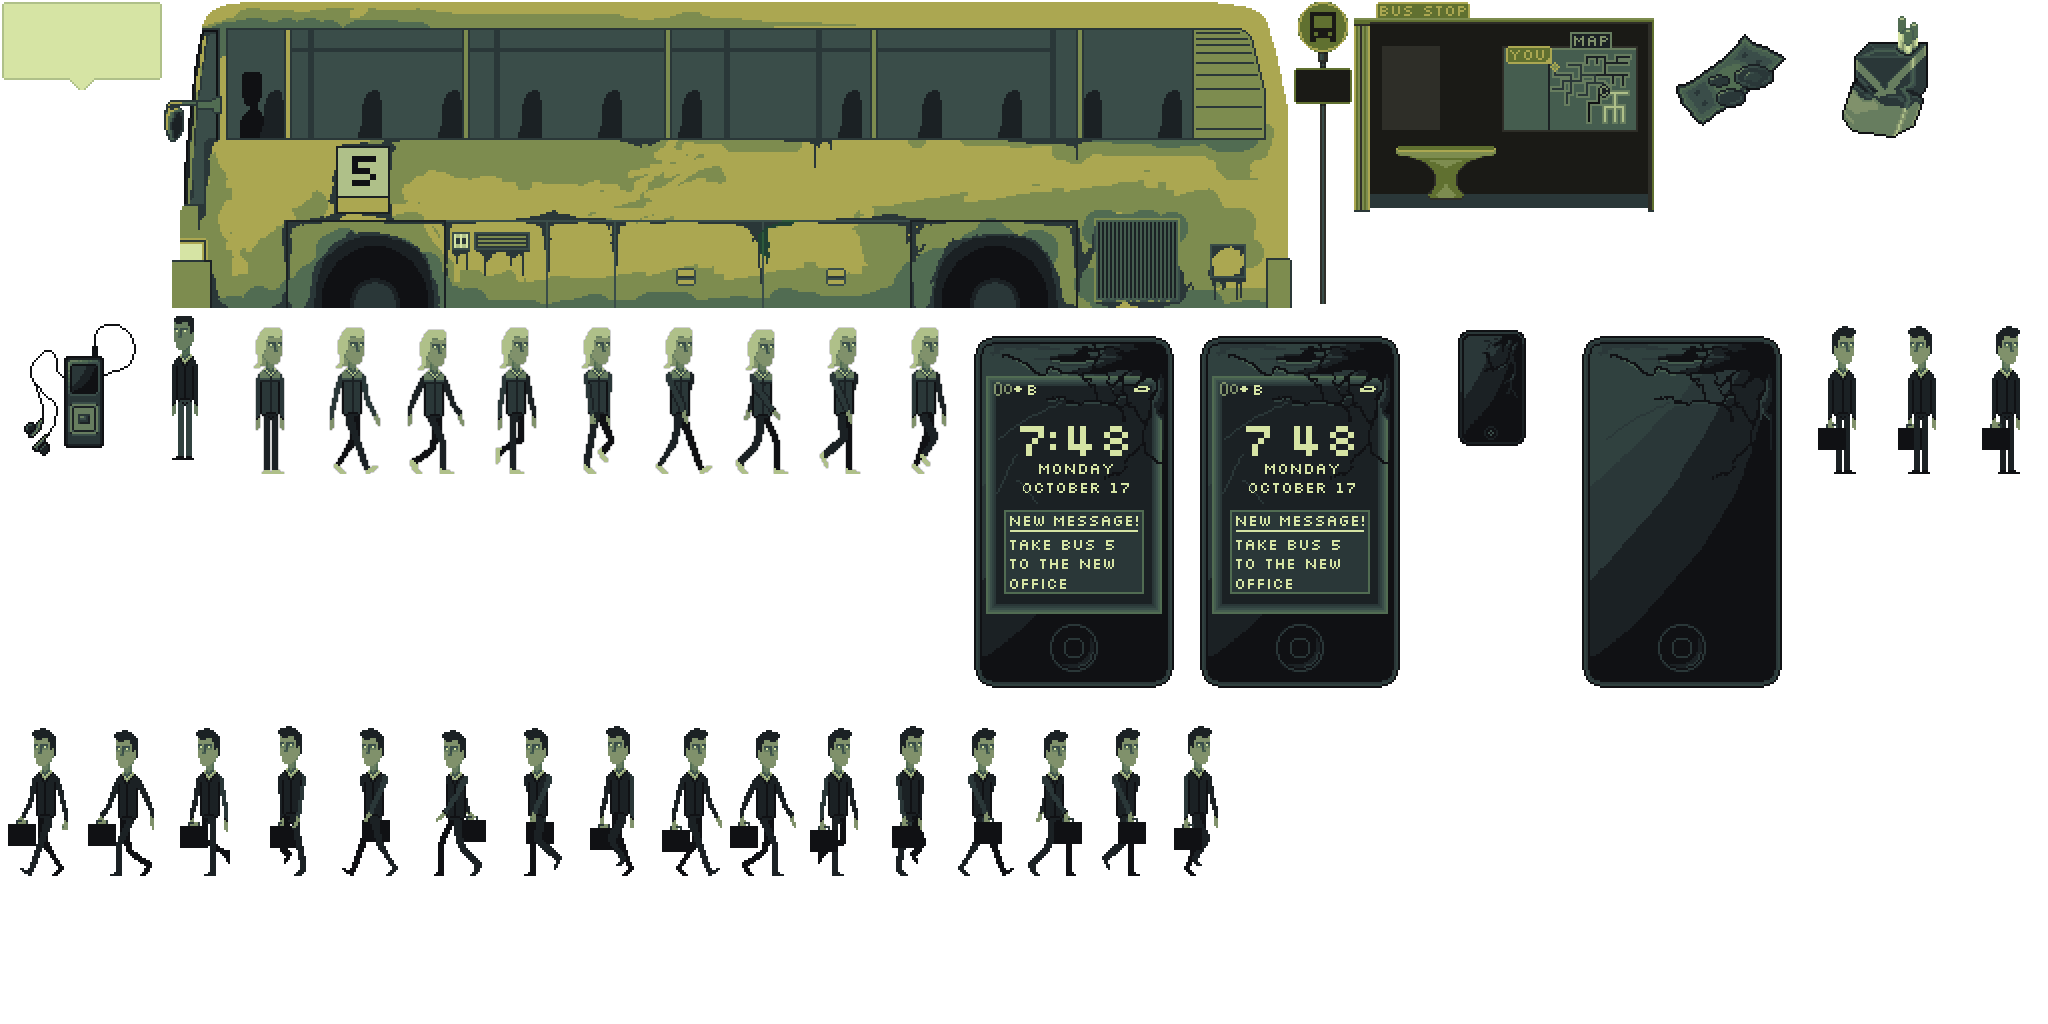 BUS STOP
MAP
YOU
5
B
7:48
MONDAY
OCTOBER 17
NEW MESSAGE!
TAKE BUS 5
TO THE NEW
OFFICE
B
7 48
MONDAY
OCTOBER 17
NEW MESSAGE!
TAKE BUS 5
TO THE NEW
OFFICE